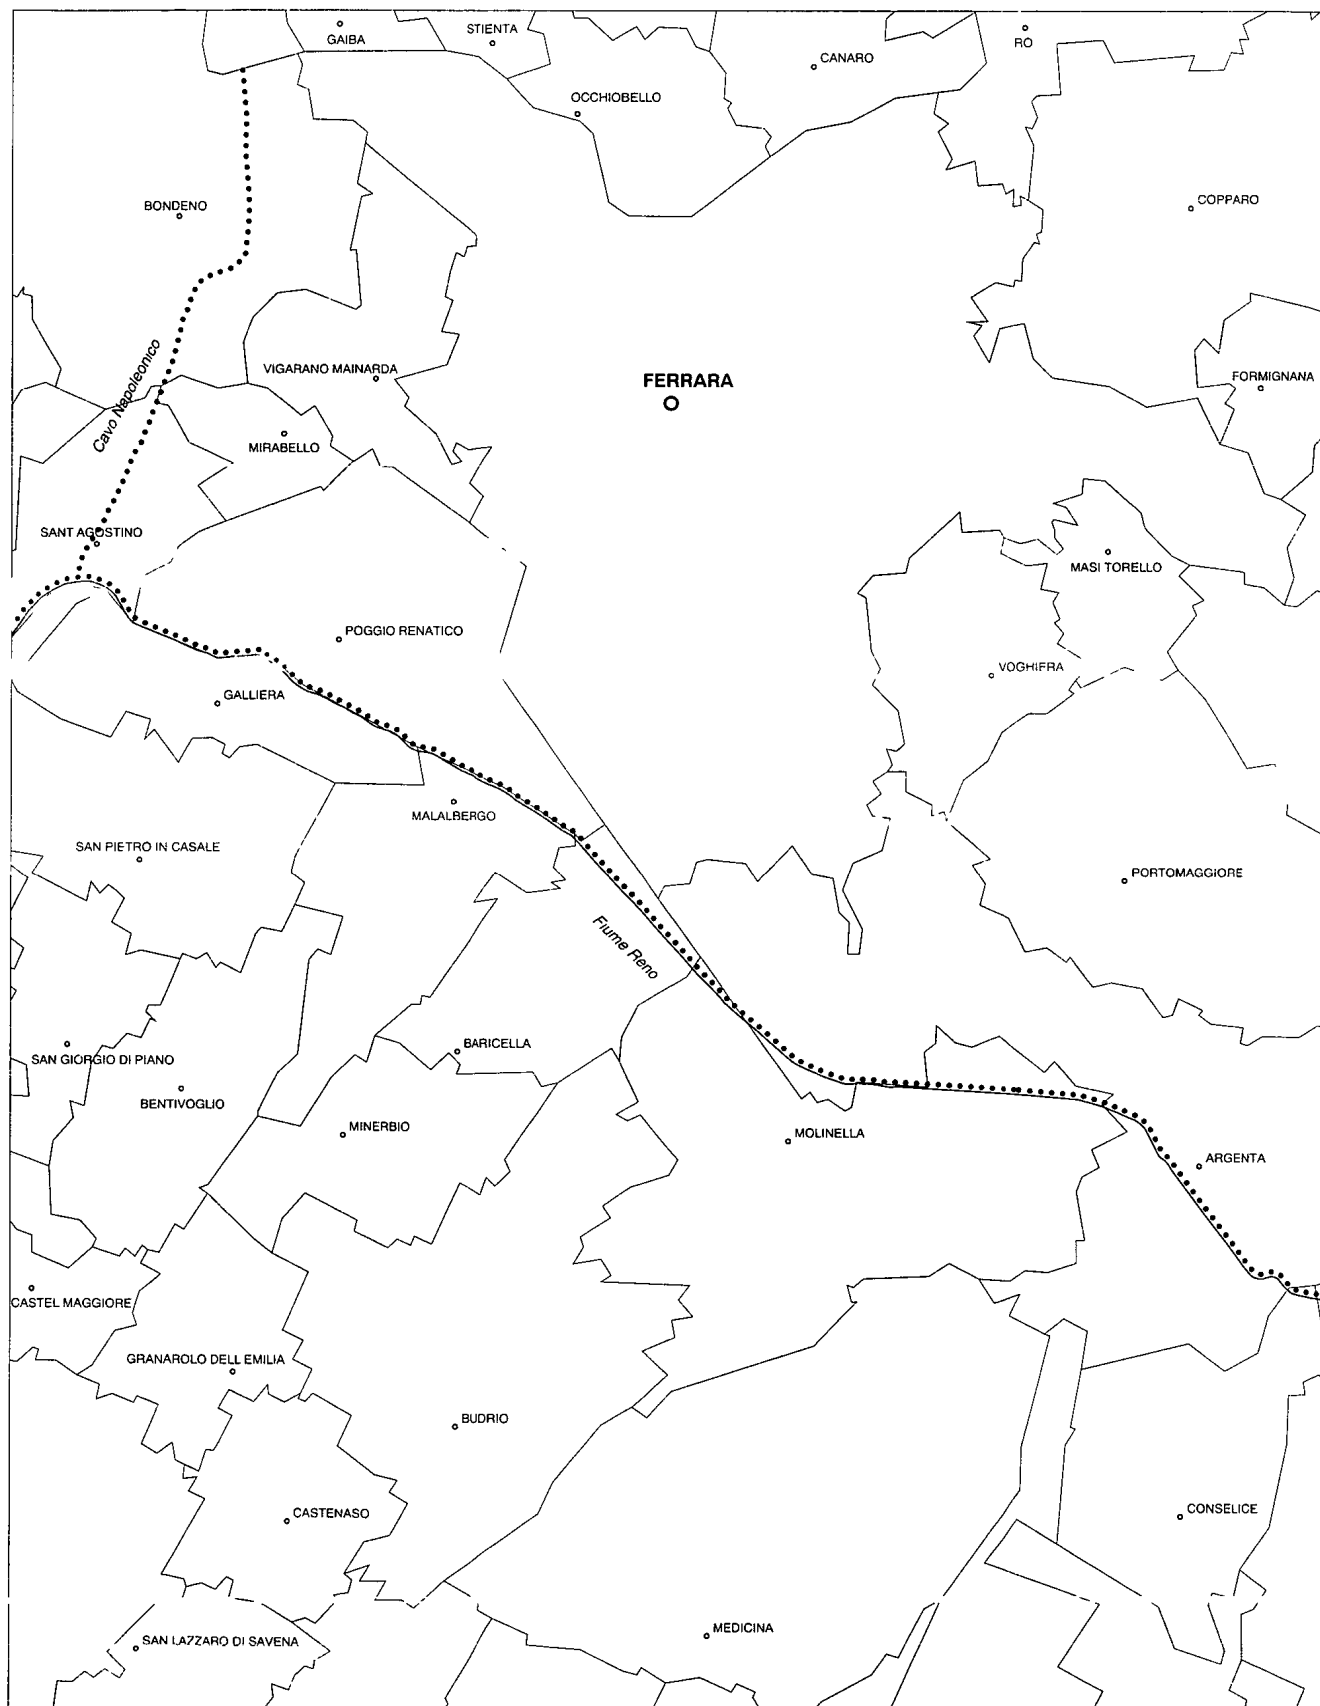 GAIBA
STIENTA
CANARO
RO
OCCHIOBELLO
BONDENO
COPPARO
Cavo Napoleonico
VIGARANO MAINARDA
FERRARA
FORMIGNANA
MIRABELLO
SANT AGOSTINO
MASI TORELLO
POGGIO RENATICO
VOGHIFRA
GALLIERA
MALALBERGO
SAN PIETRO IN CASALE
PORTOMAGGIORE
Fiume Reno
SAN GIORGIO DI PIANO
BARICELLA
BENTIVOGLIO
MINERBIO
MOLINELLA
ARGENTA
CASTEL MAGGIORE
GRANAROLO DELL EMILIA
BUDRIO
CASTENASO
CONSELICE
MEDICINA
SAN LAZZARO DI SAVENA